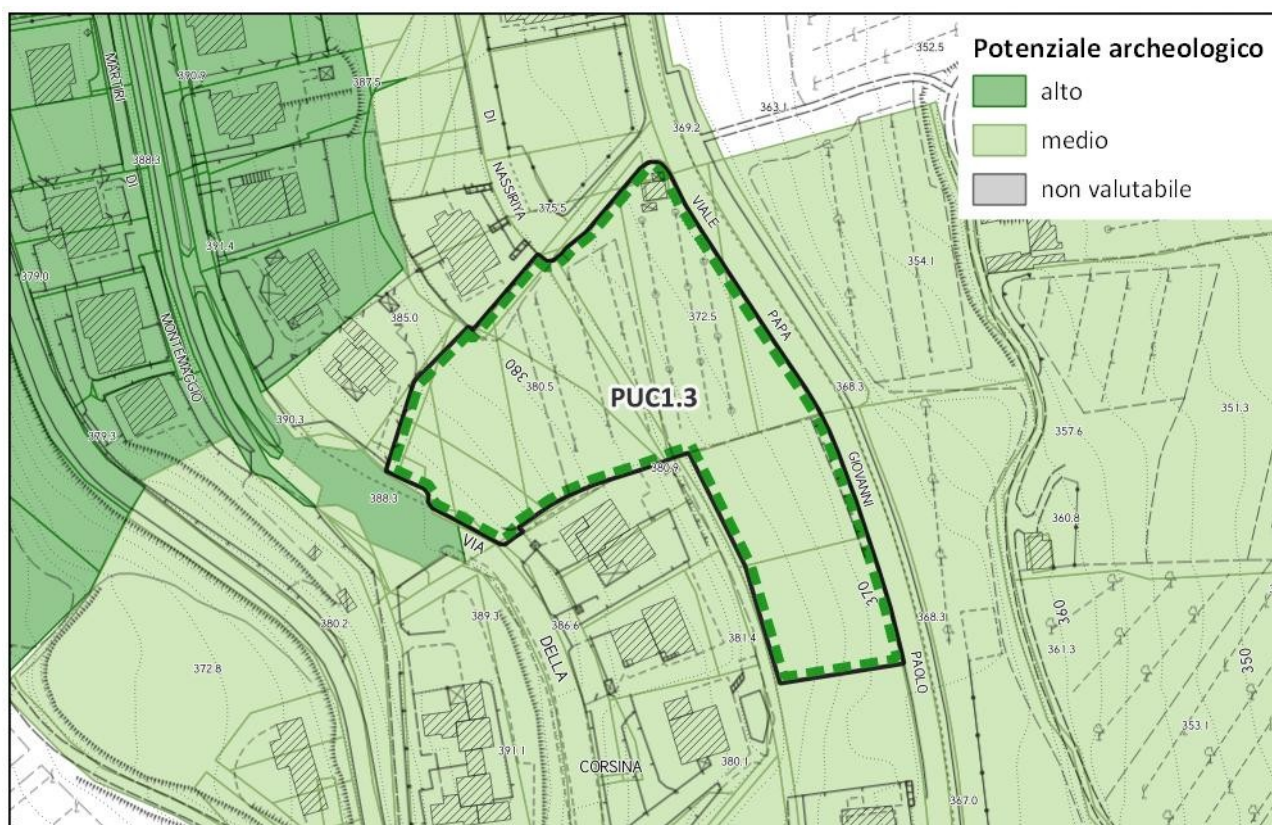 Potenziale archeologico
alto
medio
non valutabile
MARTIRI
DI
MONTEMAGGIO
DI
NASSIRIYA
VIALE
PAPA
GIOVANNI
PAOLO
VIA
DELLA
CORSINA
PUC1.3
390.9
387.5
388.3
391.4
379.0
385.0
375.5
369.2
363.1
352.5
354.1
372.5
380
380.5
368.3
351.3
357.6
390.3
379.3
380.9
388.3
360.8
370
380.2
389.3
386.6
381.4
368.3
360
361.3
350
372.8
353.1
391.1
380.1
367.0